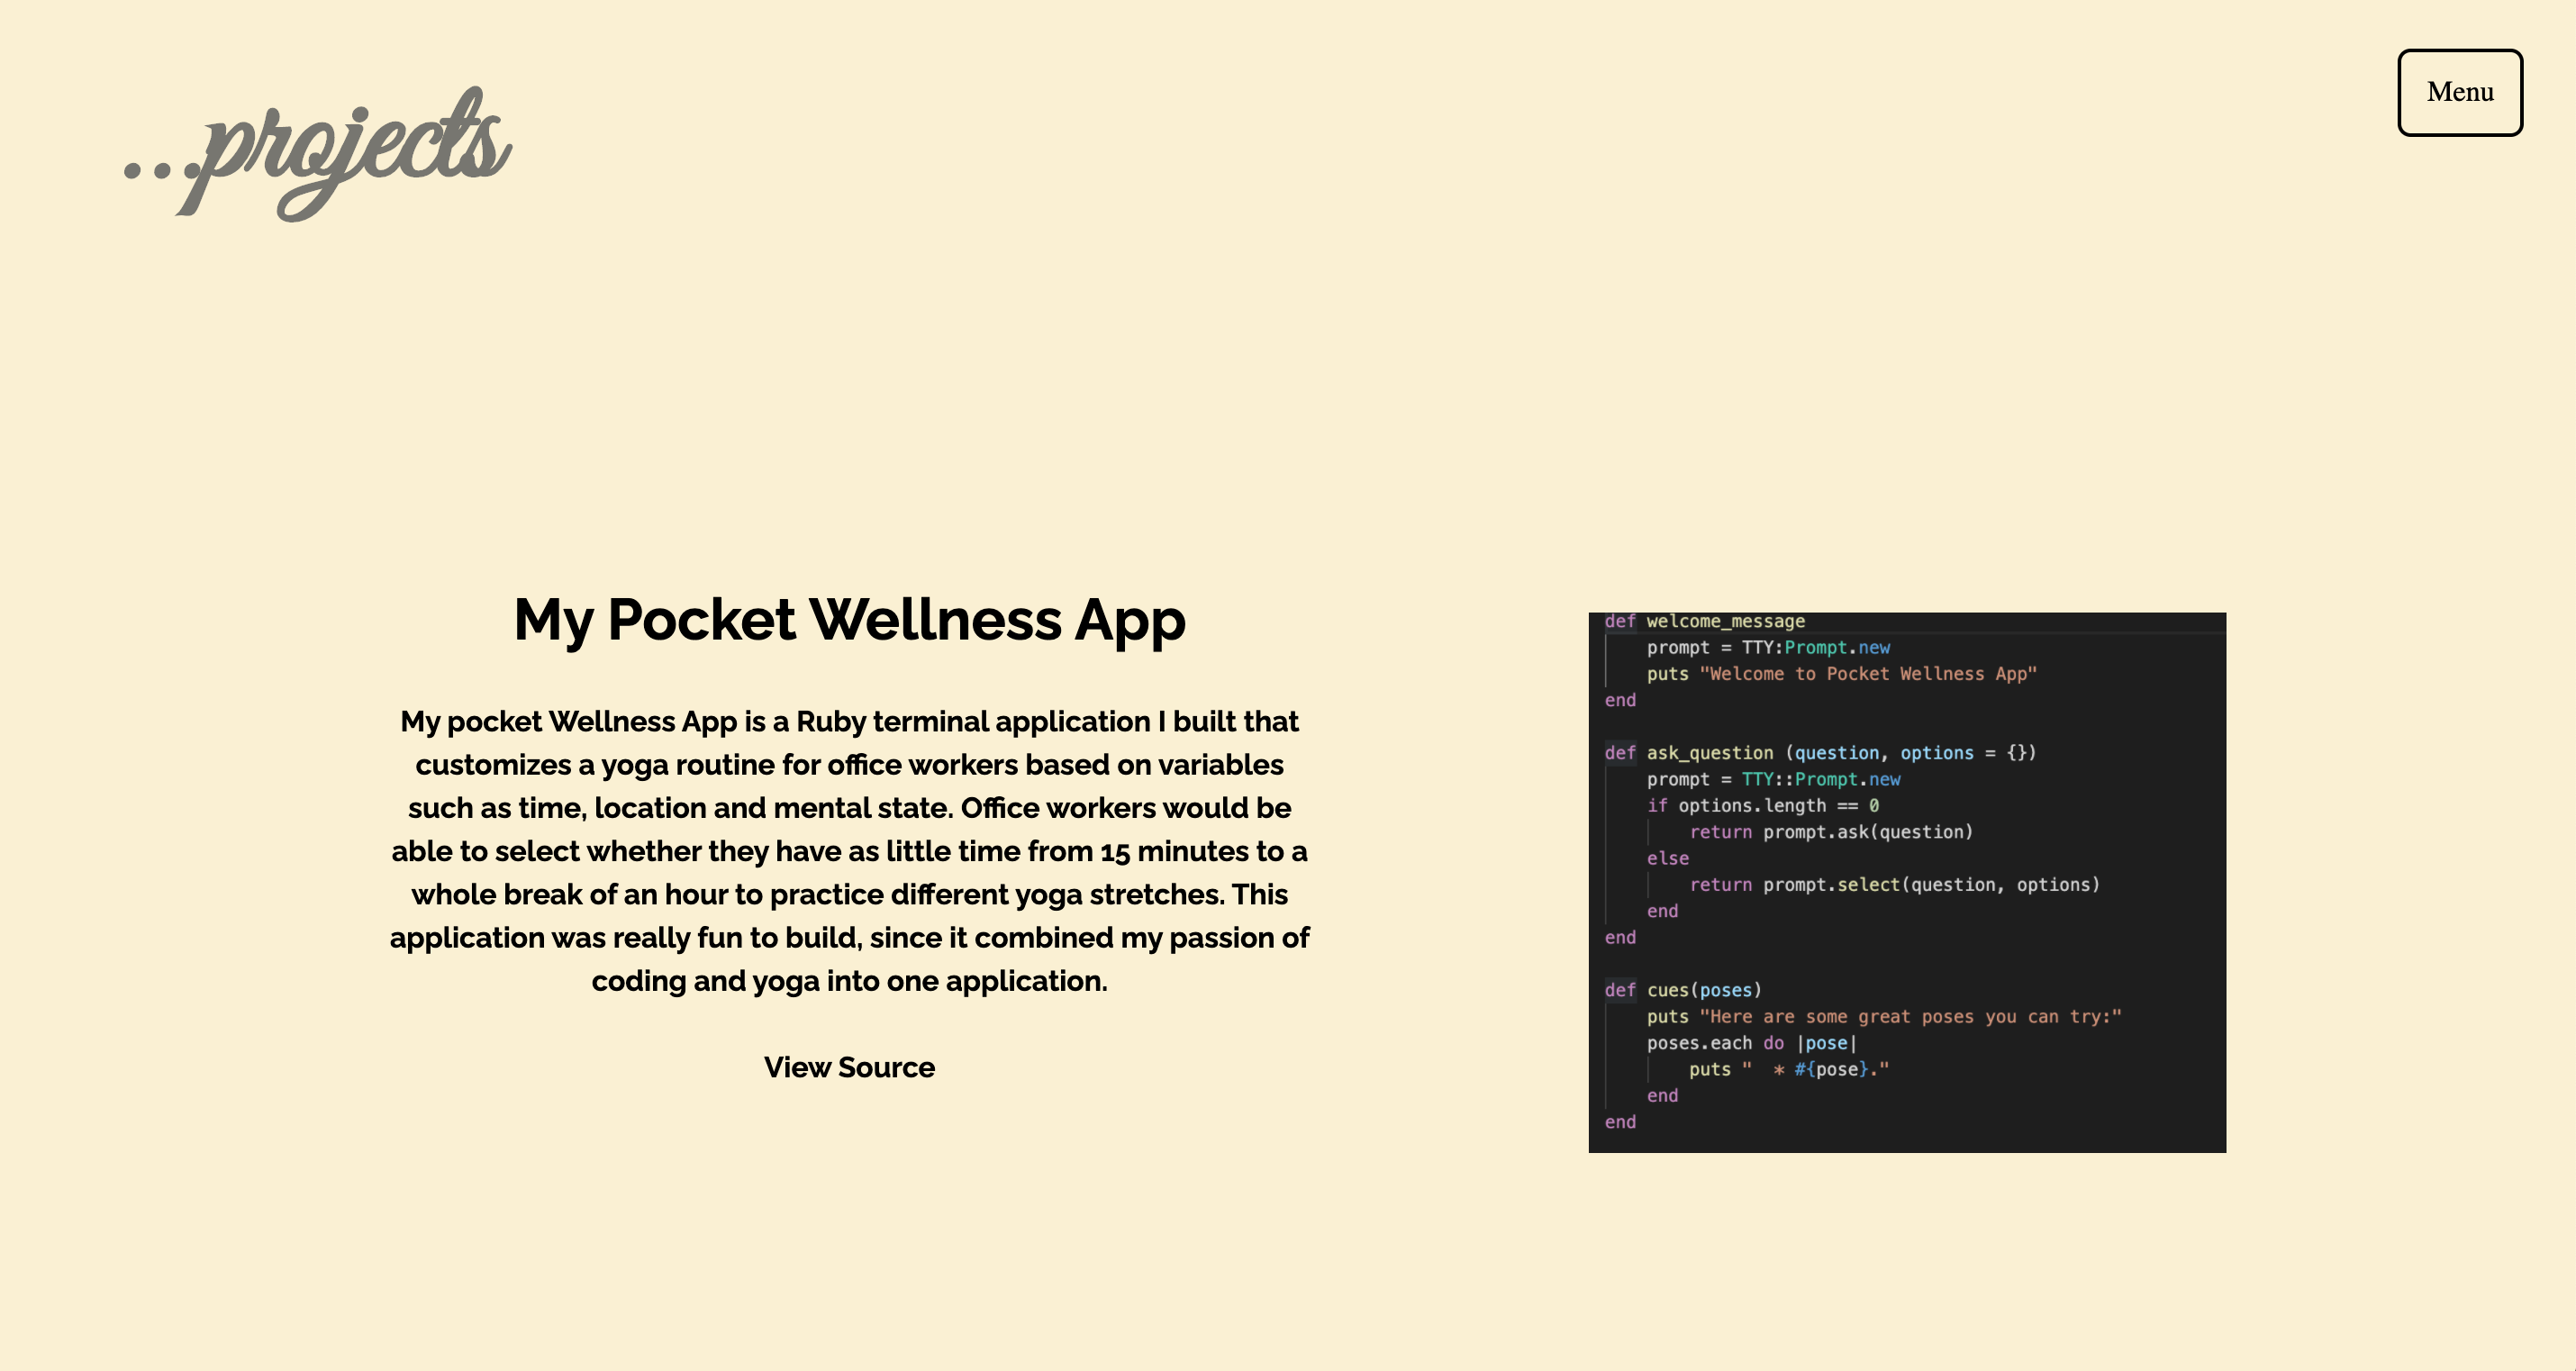 ...projects
Menu
My Pocket Wellness App
My pocket Wellness App is a Ruby terminal application I built that
customizes a yoga routine for office workers based on variables
such as time, location and mental state. Office workers would be
able to select whether they have as little time from 15 minutes to a
whole break of an hour to practice different yoga stretches. This
application was really fun to build, since it combined my passion of
coding and yoga into one application.
View Source
def welcome_message
    prompt = TTY:Prompt.new
    puts "Welcome to Pocket Wellness App"
end

def ask_question (question, options = {})
    prompt = TTY::Prompt.new
    if options.length == 0
        return prompt.ask(question)
    else
        return prompt.select(question, options)
    end
end

def cues(poses)
    puts "Here are some great poses you can try:"
    poses.each do |pose|
        puts "  * #{pose}."
    end
end